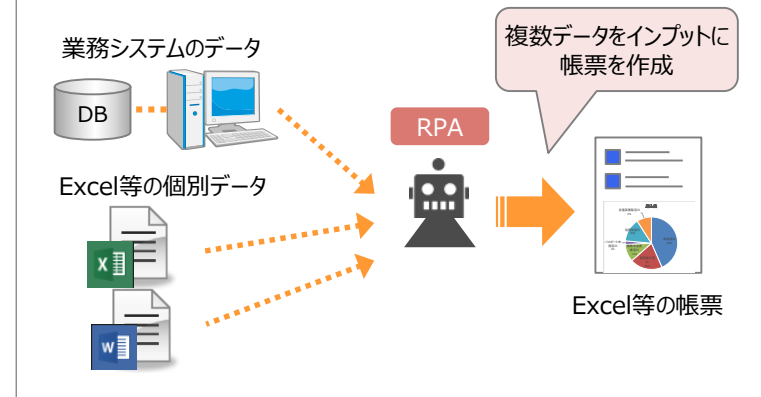 業務システムのデータ
DB
Excel等の個別データ
RPA
複数データをインプットに
帳票を作成
Excel等の帳票
X
W